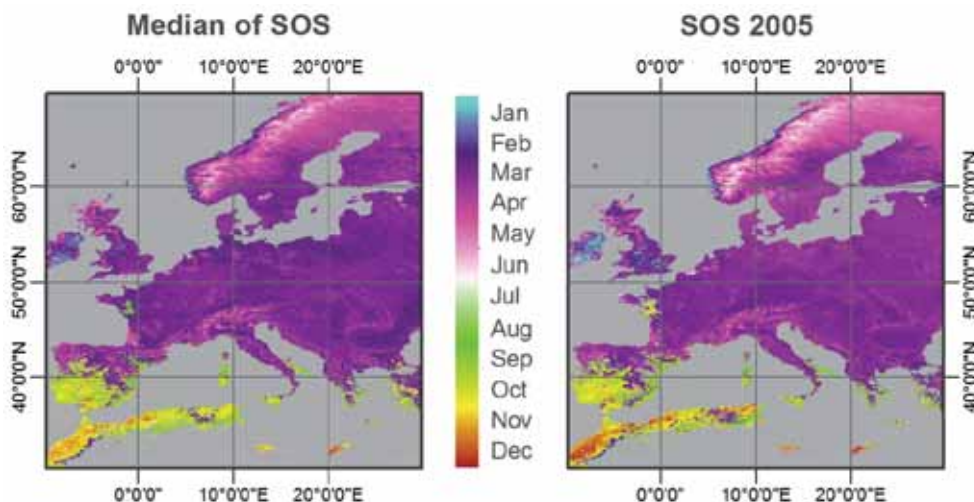 Median of SOS
SOS 2005
0°0'0"
10°0'0"E
20°0'0"E
0°0'0"
10°0'0"E
20°0'0"E
60°0'0"N
50°0'0"N
40°0'0"N
Jan
Feb
Mar
Apr
May
Jun
Jul
Aug
Sep
Oct
Nov
Dec
60°0'0"N
50°0'0"N
40°0'0"N
0°0'0"
10°0'0"E
20°0'0"E
0°0'0"
10°0'0"E
20°0'0"E